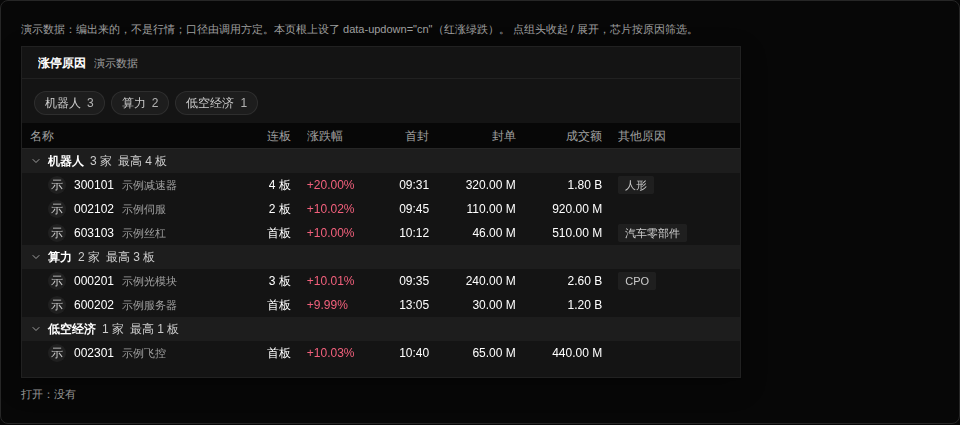 演示数据：编出来的，不是行情；口径由调用方定。本页根上设了 data-updown="cn"（红涨绿跌）。 点组头收起 / 展开，芯片按原因筛选。
涨停原因 演示数据
机器人 3 算力 2 低空经济 1
名称 连板 涨跌幅 首封 封单 成交额 其他原因
机器人 3 家 最高 4 板
示 300101 示例减速器 4 板 +20.00% 09:31 320.00 M 1.80 B 人形
示 002102 示例伺服 2 板 +10.02% 09:45 110.00 M 920.00 M
示 603103 示例丝杠 首板 +10.00% 10:12 46.00 M 510.00 M 汽车零部件
算力 2 家 最高 3 板
示 000201 示例光模块 3 板 +10.01% 09:35 240.00 M 2.60 B CPO
示 600202 示例服务器 首板 +9.99% 13:05 30.00 M 1.20 B
低空经济 1 家 最高 1 板
示 002301 示例飞控 首板 +10.03% 10:40 65.00 M 440.00 M
打开：没有